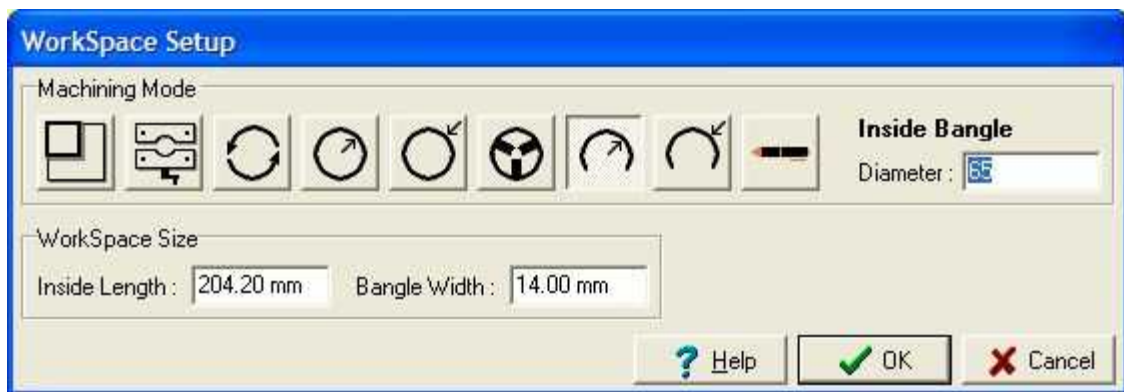 WorkSpace Setup
Machining Mode
Inside Bangle
Diameter : 65
WorkSpace Size
Inside Length : 204.20 mm Bangle Width : 14.00 mm
Help OK Cancel